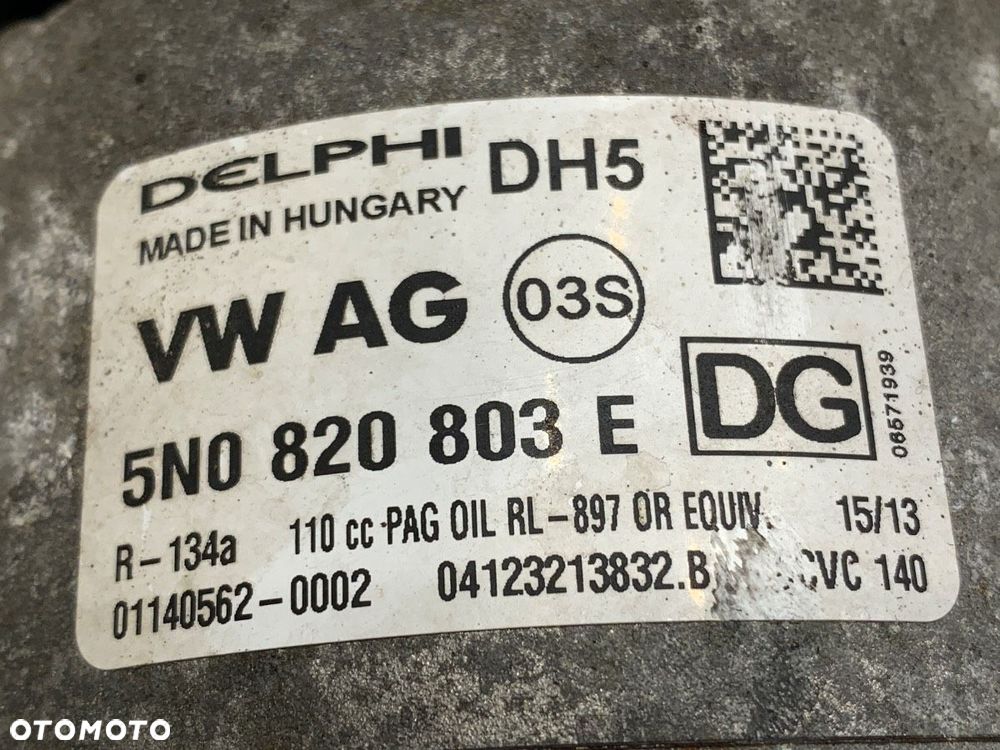 DELPHI DH5
MADE IN HUNGARY
VW AG 03S
DG
5N0 820 803 E
06571939
R-134a 110 cc PAG OIL RL-897 OR EQUIV. 15/13
01140562-0002 04123213832.B CVC 140
OTOMOTO